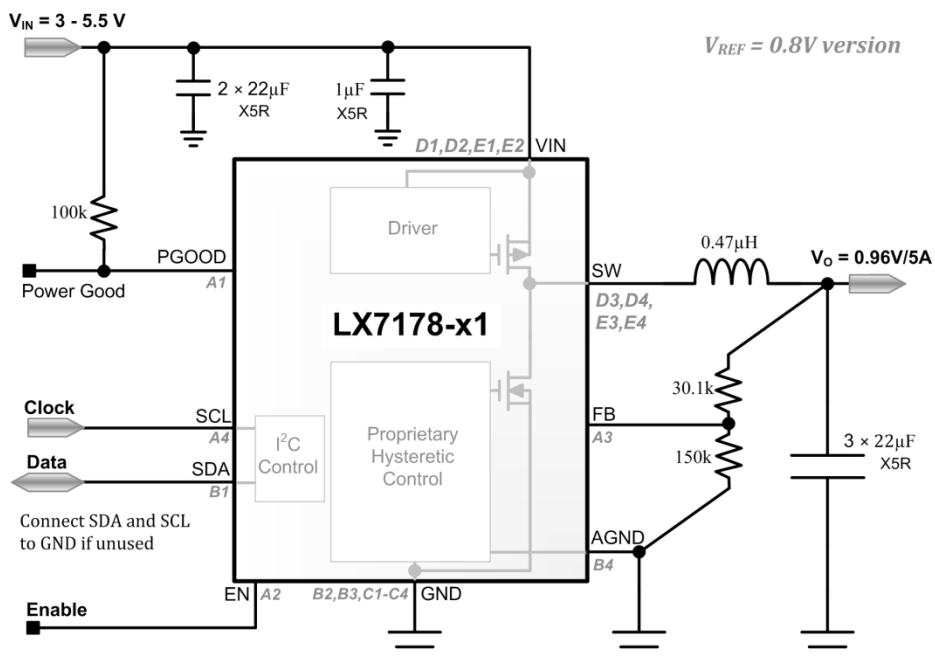 V_IN = 3 - 5.5 V
V_REF = 0.8V version
2 × 22µF
X5R
1µF
X5R
D1,D2,E1,E2
VIN
100k
Driver
PGOOD
A1
Power Good
0.47µH
V_O = 0.96V/5A
SW
D3,D4,
E3,E4
LX7178-x1
30.1k
Clock
SCL
A4
FB
A3
I²C
Control
Proprietary
Hysteretic
Control
150k
3 × 22µF
X5R
Data
SDA
B1
Connect SDA and SCL
to GND if unused
AGND
B4
EN
A2
B2,B3,C1-C4
GND
Enable